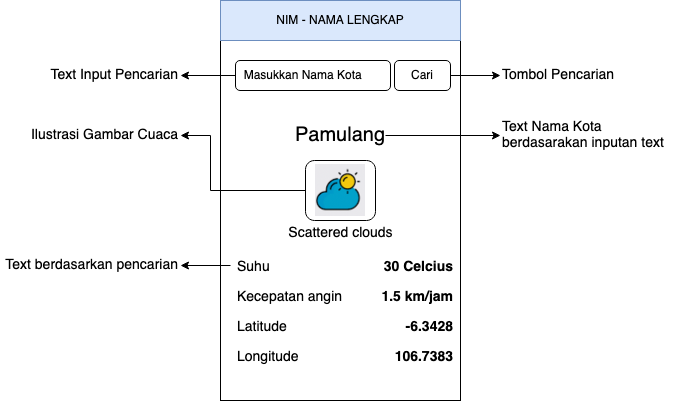 NIM - NAMA LENGKAP
Text Input Pencarian
Masukkan Nama Kota
Cari
Tombol Pencarian
Ilustrasi Gambar Cuaca
Pamulang
Text Nama Kota
berdasarakan inputan text
Scattered clouds
Text berdasarkan pencarian
Suhu 30 Celcius
Kecepatan angin 1.5 km/jam
Latitude -6.3428
Longitude 106.7383